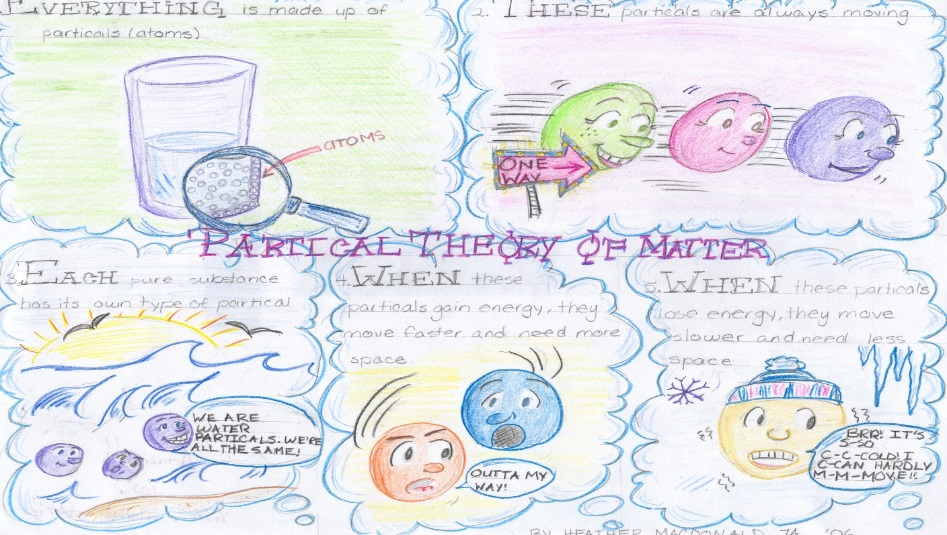 EVERYTHING is made up of
particals (atoms)
ATOMS
2. THESE particals are always moving
ONE
WAY
PARTICAL THEORY OF MATTER
3. EACH pure substance
has its own type of partical
WE ARE
WATER
PARTICALS. WE'RE
ALL THE SAME!
4. WHEN these
particals gain energy, they
move faster and need more
space
OUTTA MY
WAY!
5. WHEN these particals
lose energy, they move
slower and need less
space
BRR! IT'S
S-SO
C-C-COLD! I
C-CAN HARDLY
M-M-MOVE!!
BY HEATHER MACDONALD 7A '06